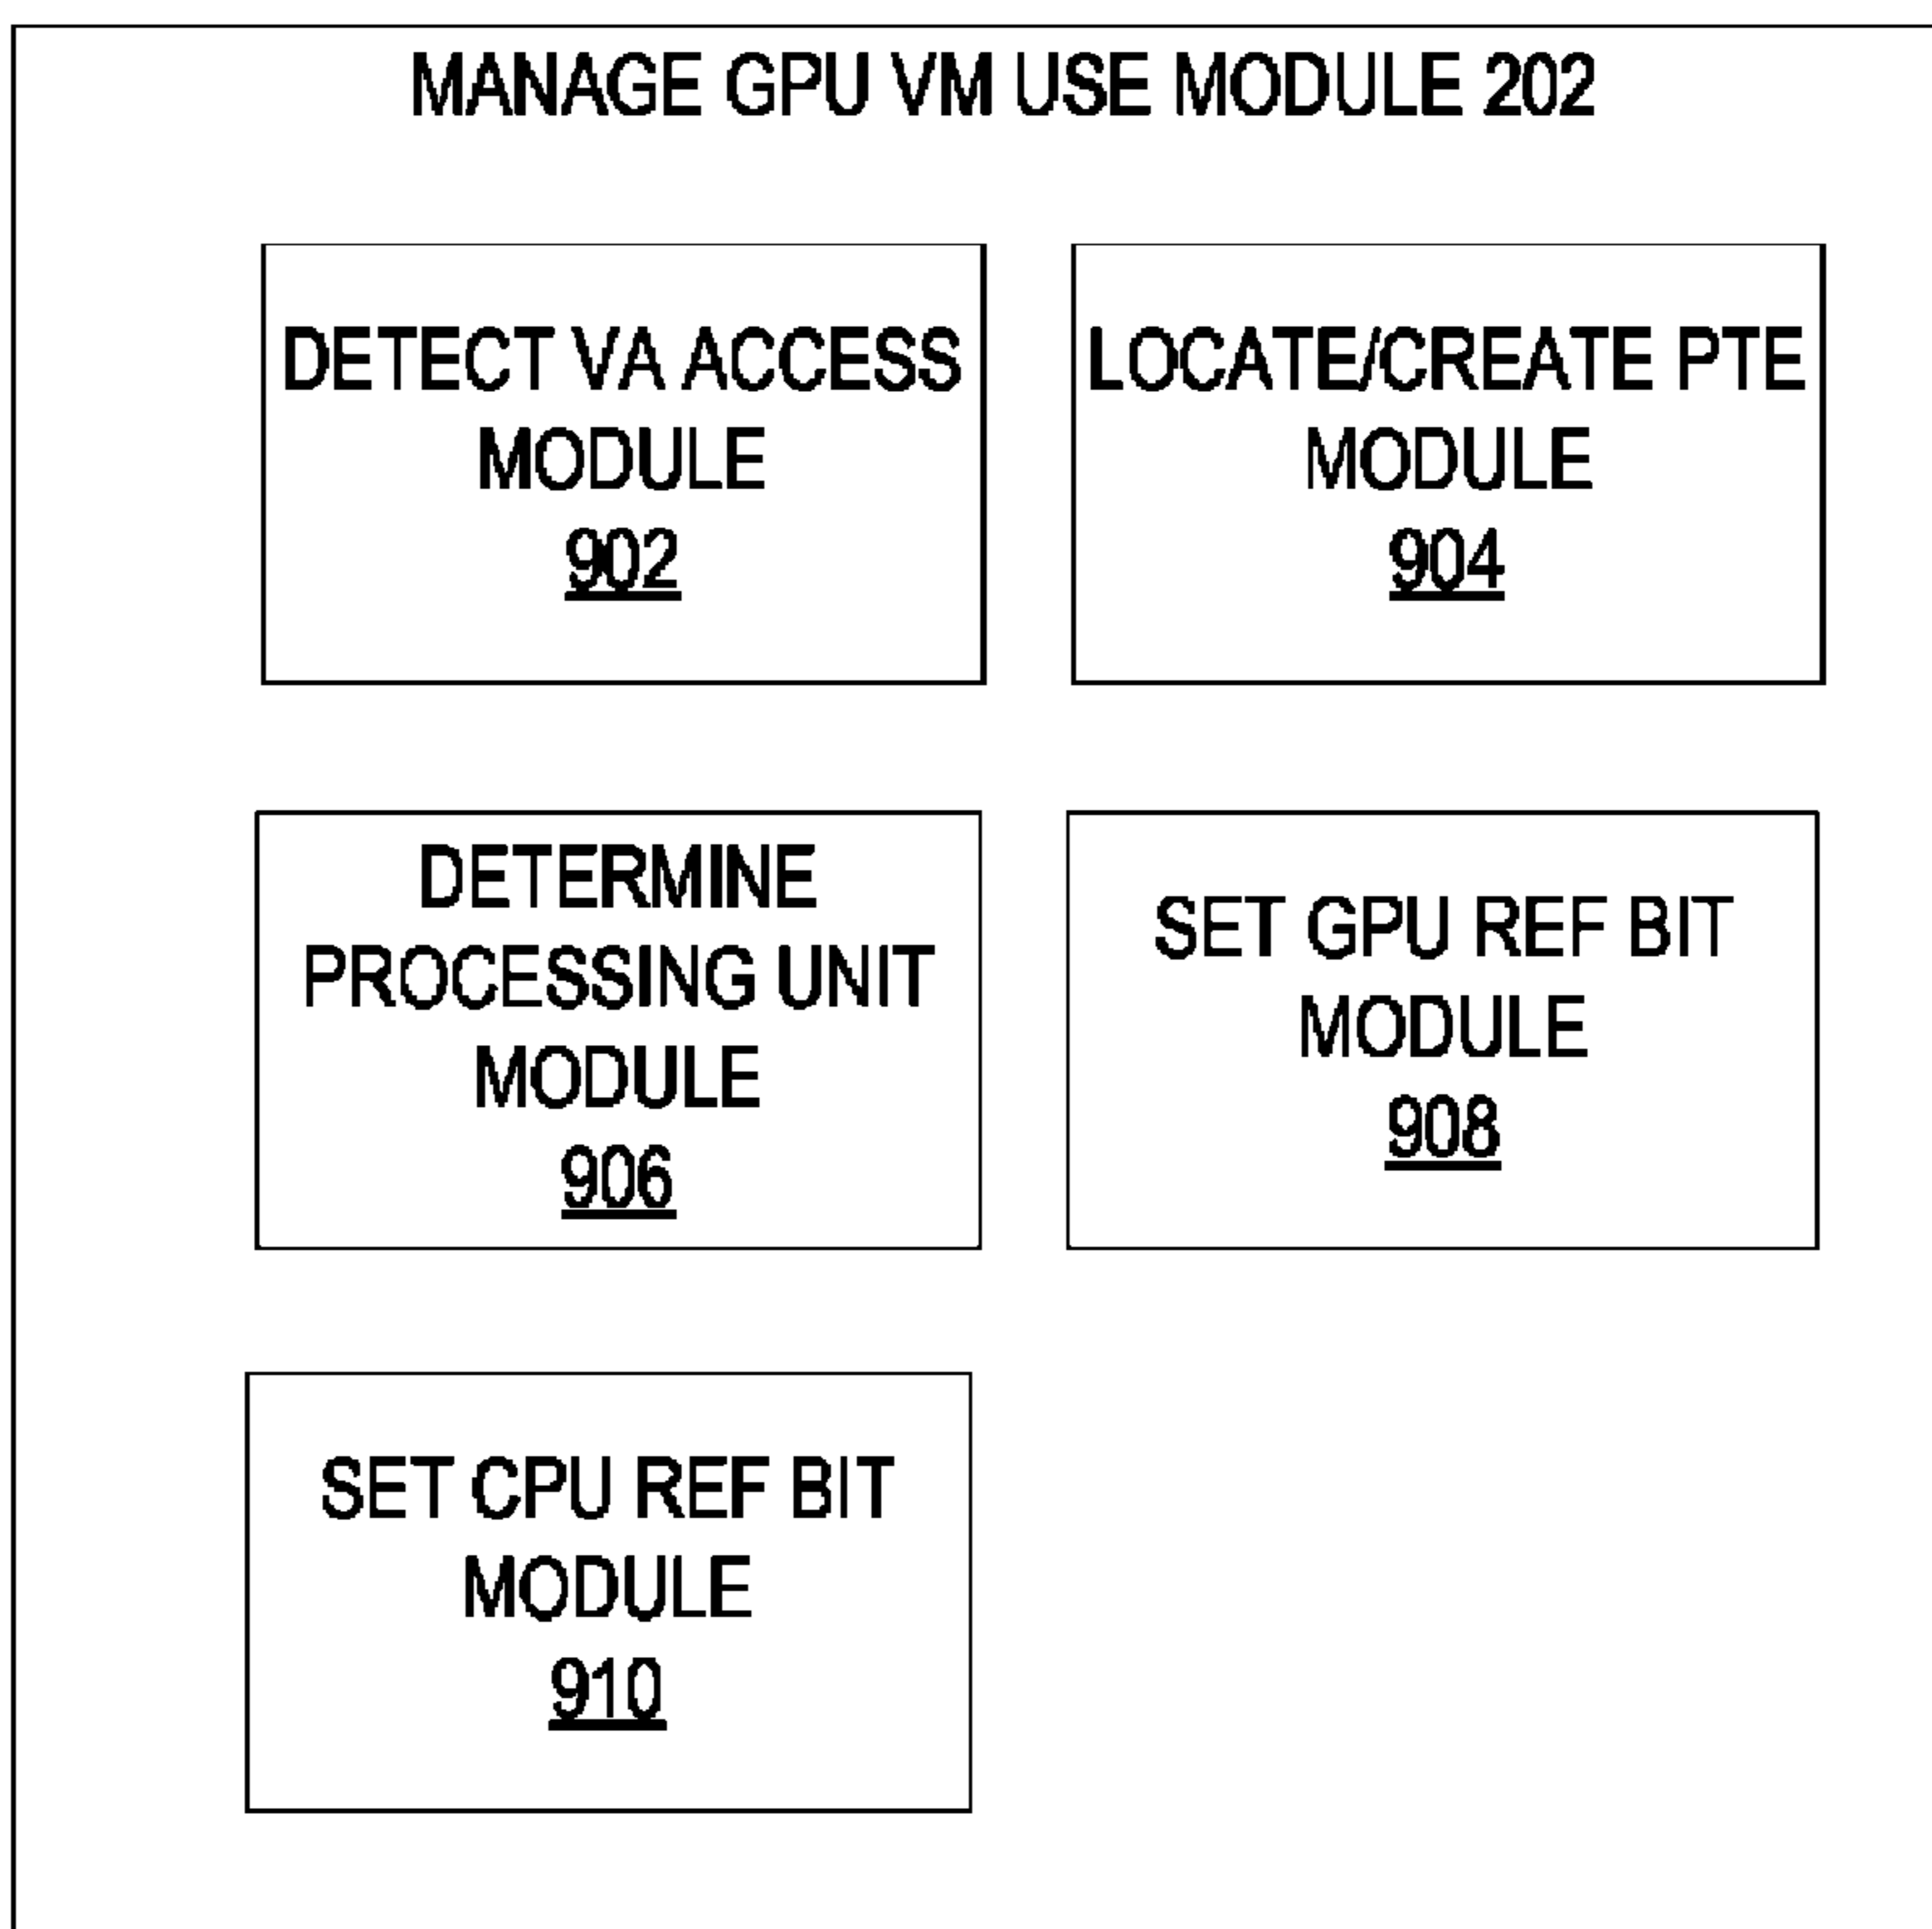 MANAGE GPU VM USE MODULE 202
DETECT VA ACCESS
MODULE
902
LOCATE/CREATE PTE
MODULE
904
DETERMINE
PROCESSING UNIT
MODULE
906
SET GPU REF BIT
MODULE
908
SET CPU REF BIT
MODULE
910